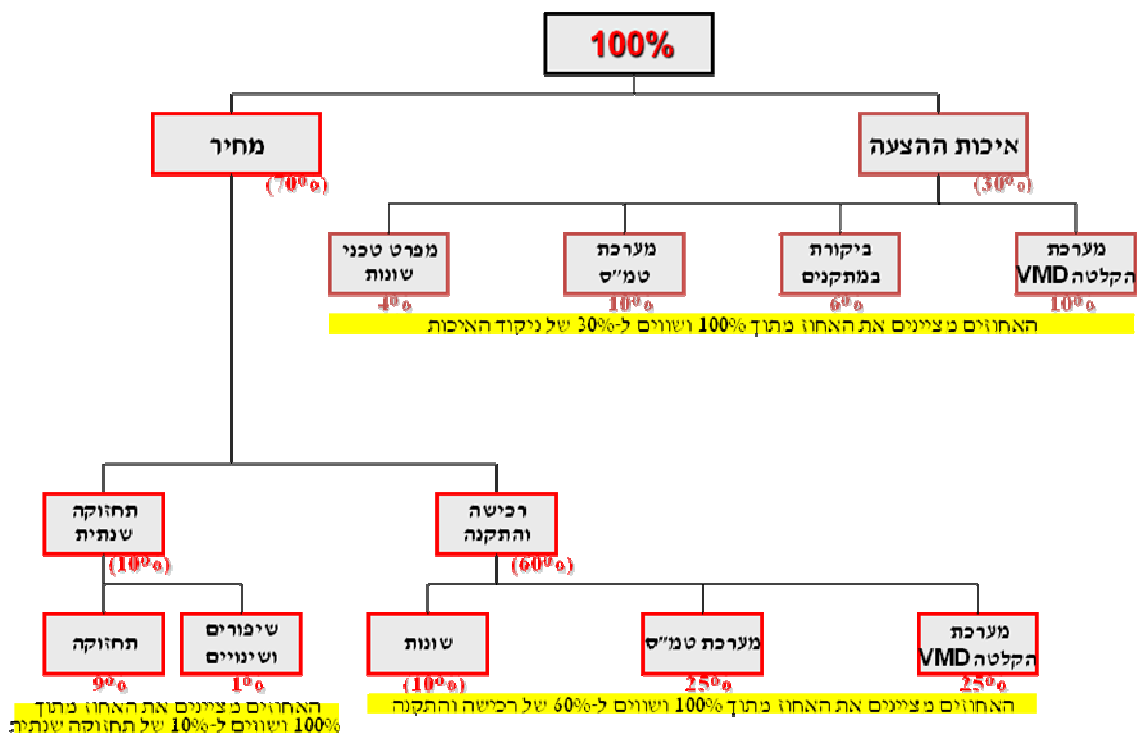 100%
איכות ההצעה
(30%)
מחיר
(70%)
מערכת
הקלטה VMD
10%
ביקורת
במתקנים
6%
מערכת
טמ"ס
10%
מפרט טכני
שונות
4%
האחוזים מציינים את האחוז מתוך 100% ושווים ל-30% של ניקוד האיכות
רכישה
והתקנה
(60%)
תחזוקה
שנתית
(10%)
מערכת
הקלטה VMD
25%
מערכת טמ"ס
25%
שונות
(10%)
האחוזים מציינים את האחוז מתוך 100% ושווים ל-60% של רכישה והתקנה
שיפורים
ושינויים
1%
תחזוקה
9%
האחוזים מציינים את האחוז מתוך
100% ושווים ל-10% של תחזוקה שנתית